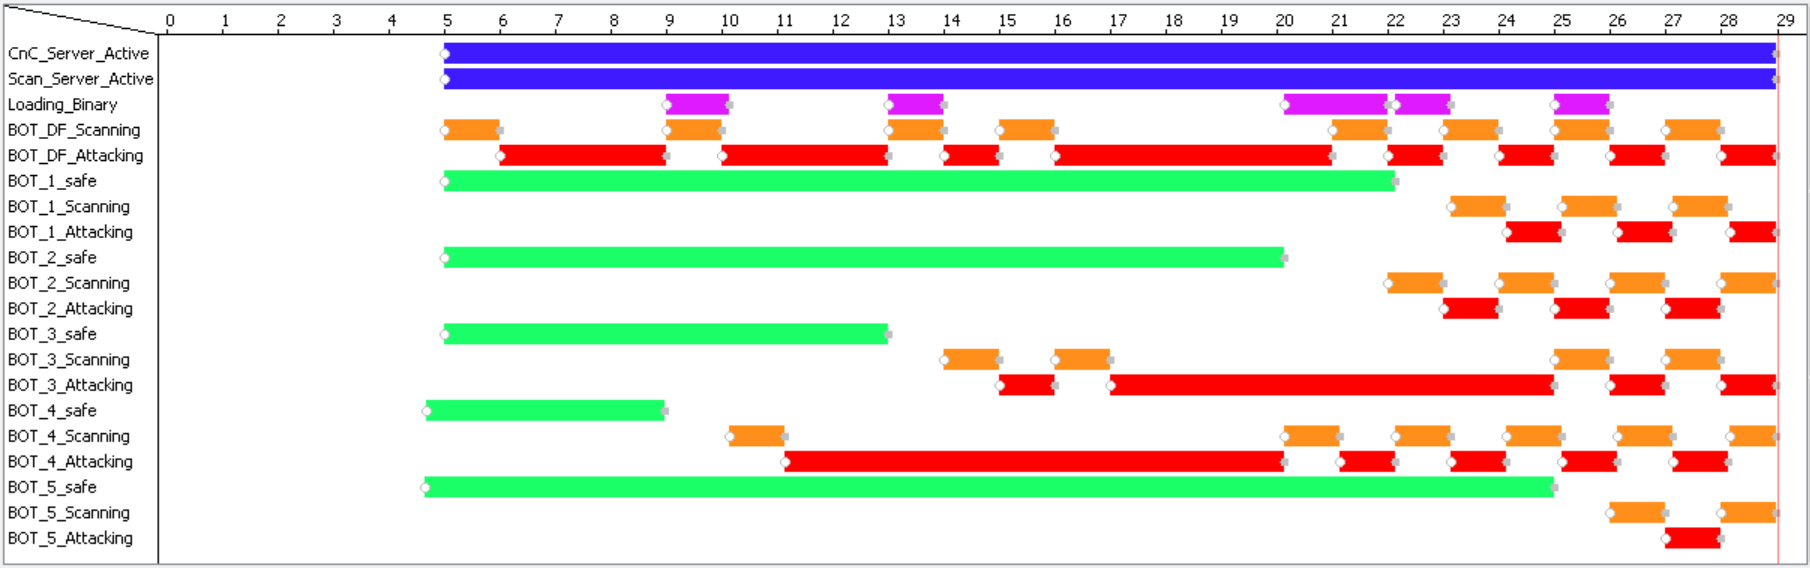 0 1 2 3 4 5 6 7 8 9 10 11 12 13 14 15 16 17 18 19 20 21 22 23 24 25 26 27 28 29
CnC_Server_Active
Scan_Server_Active
Loading_Binary
BOT_DF_Scanning
BOT_DF_Attacking
BOT_1_safe
BOT_1_Scanning
BOT_1_Attacking
BOT_2_safe
BOT_2_Scanning
BOT_2_Attacking
BOT_3_safe
BOT_3_Scanning
BOT_3_Attacking
BOT_4_safe
BOT_4_Scanning
BOT_4_Attacking
BOT_5_safe
BOT_5_Scanning
BOT_5_Attacking